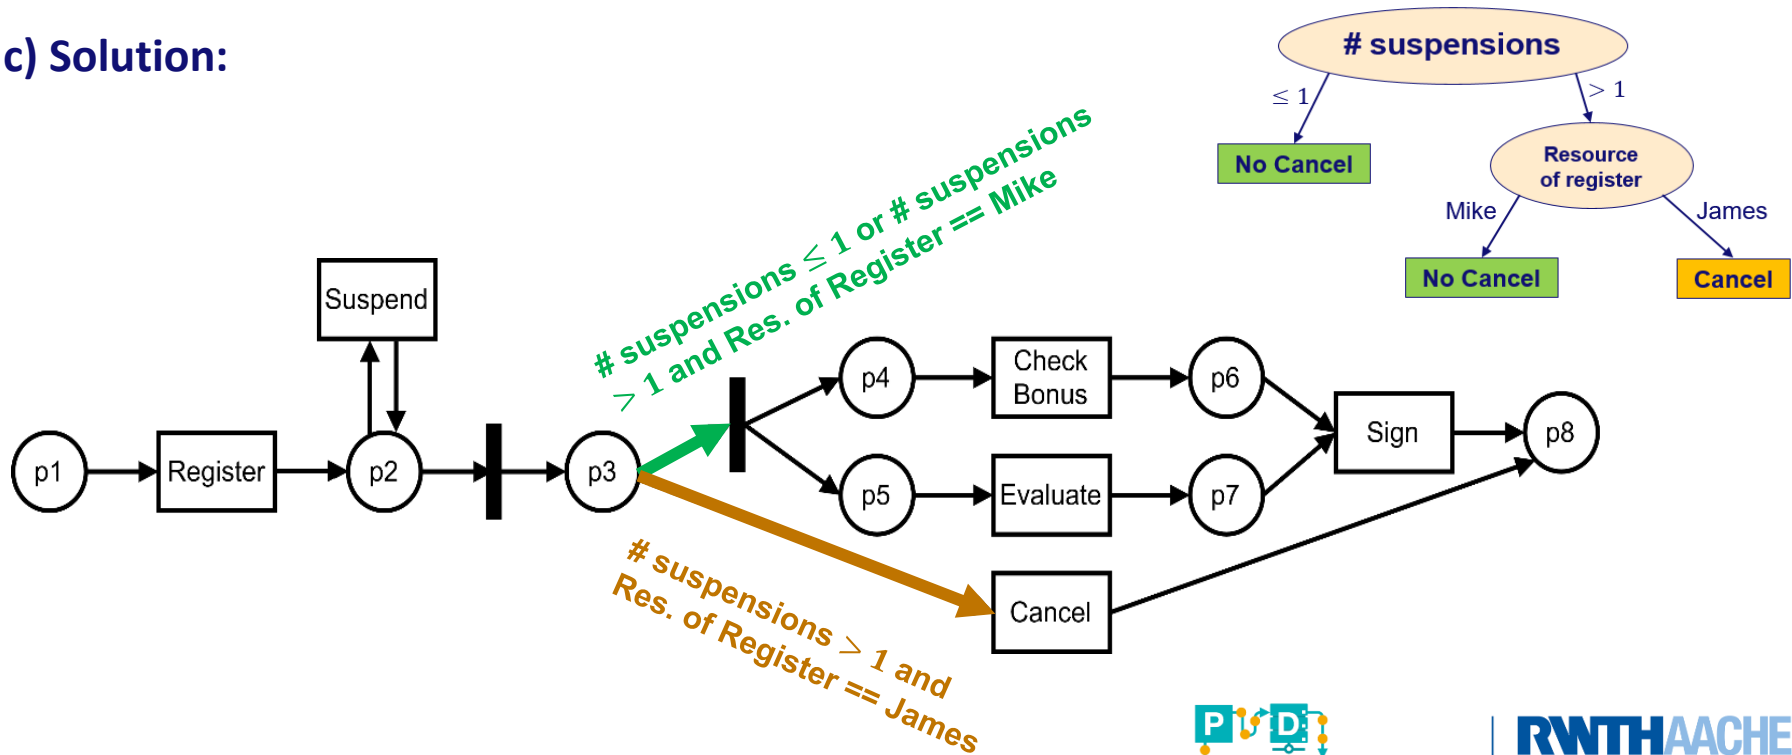 c) Solution:
# suspensions
≤ 1
> 1
No Cancel
Resource
of register
Mike
James
No Cancel
Cancel
# suspensions ≤ 1 or # suspensions
> 1 and Res. of Register == Mike
Suspend
p1
Register
p2
p3
p4
Check
Bonus
p6
Sign
p8
p5
Evaluate
p7
Cancel
# suspensions > 1 and
Res. of Register == James
P D
RWTHAACHE